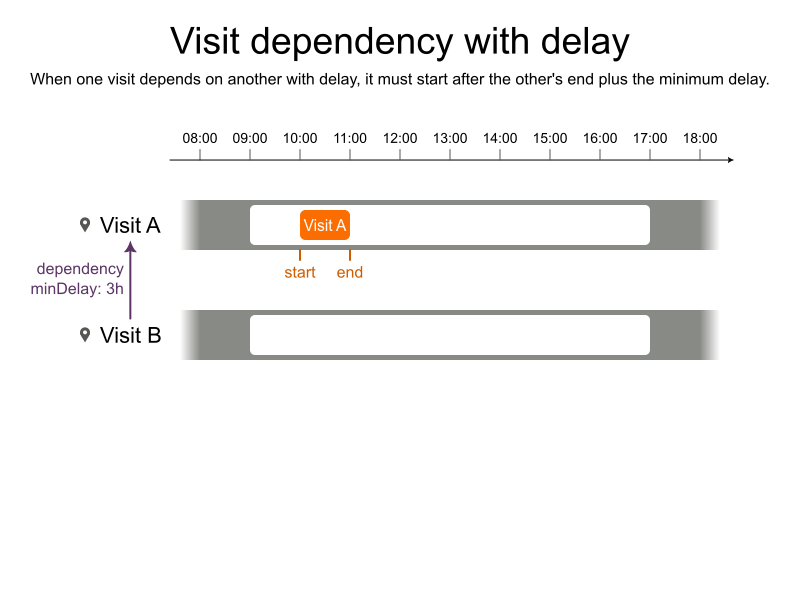 Visit dependency with delay
When one visit depends on another with delay, it must start after the other's end plus the minimum delay.
08:00 09:00 10:00 11:00 12:00 13:00 14:00 15:00 16:00 17:00 18:00
Visit A
Visit A
start end
dependency
minDelay: 3h
Visit B